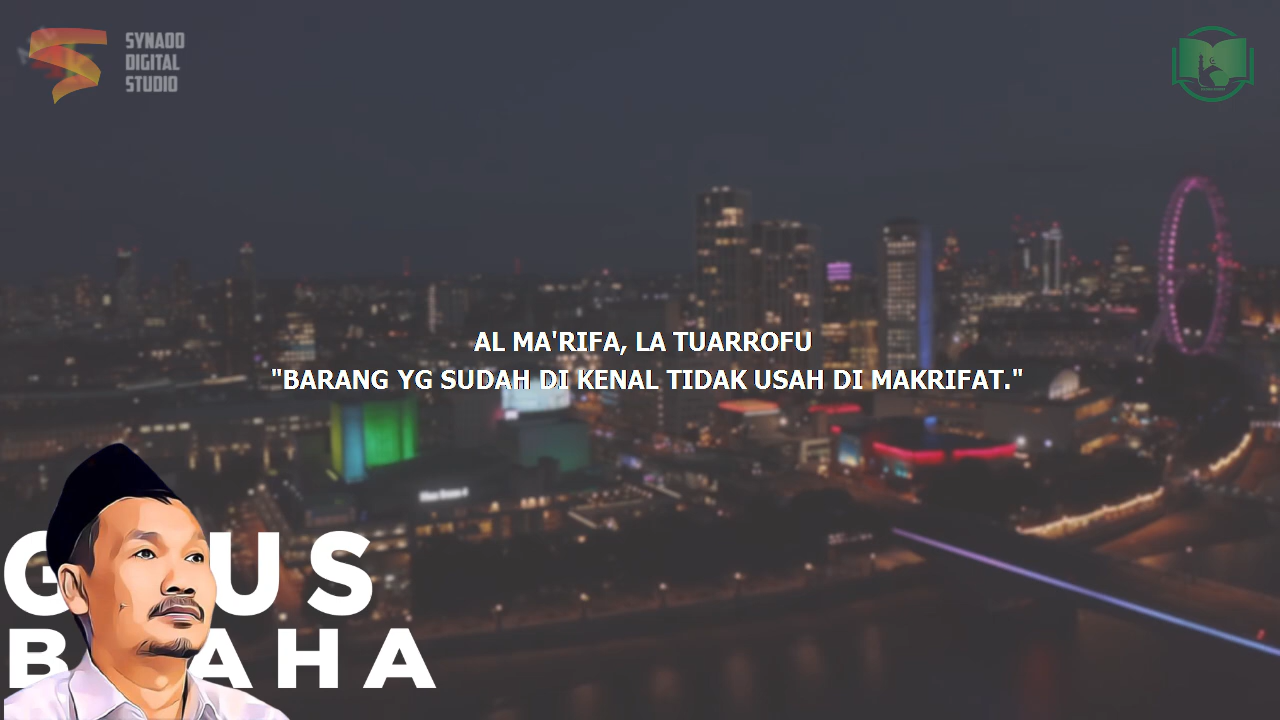 SYNADO
DIGITAL
STUDIO
AL MA'RIFA, LA TUARROFU
"BARANG YG SUDAH DI KENAL TIDAK USAH DI MAKRIFAT."
GUS
BAHA